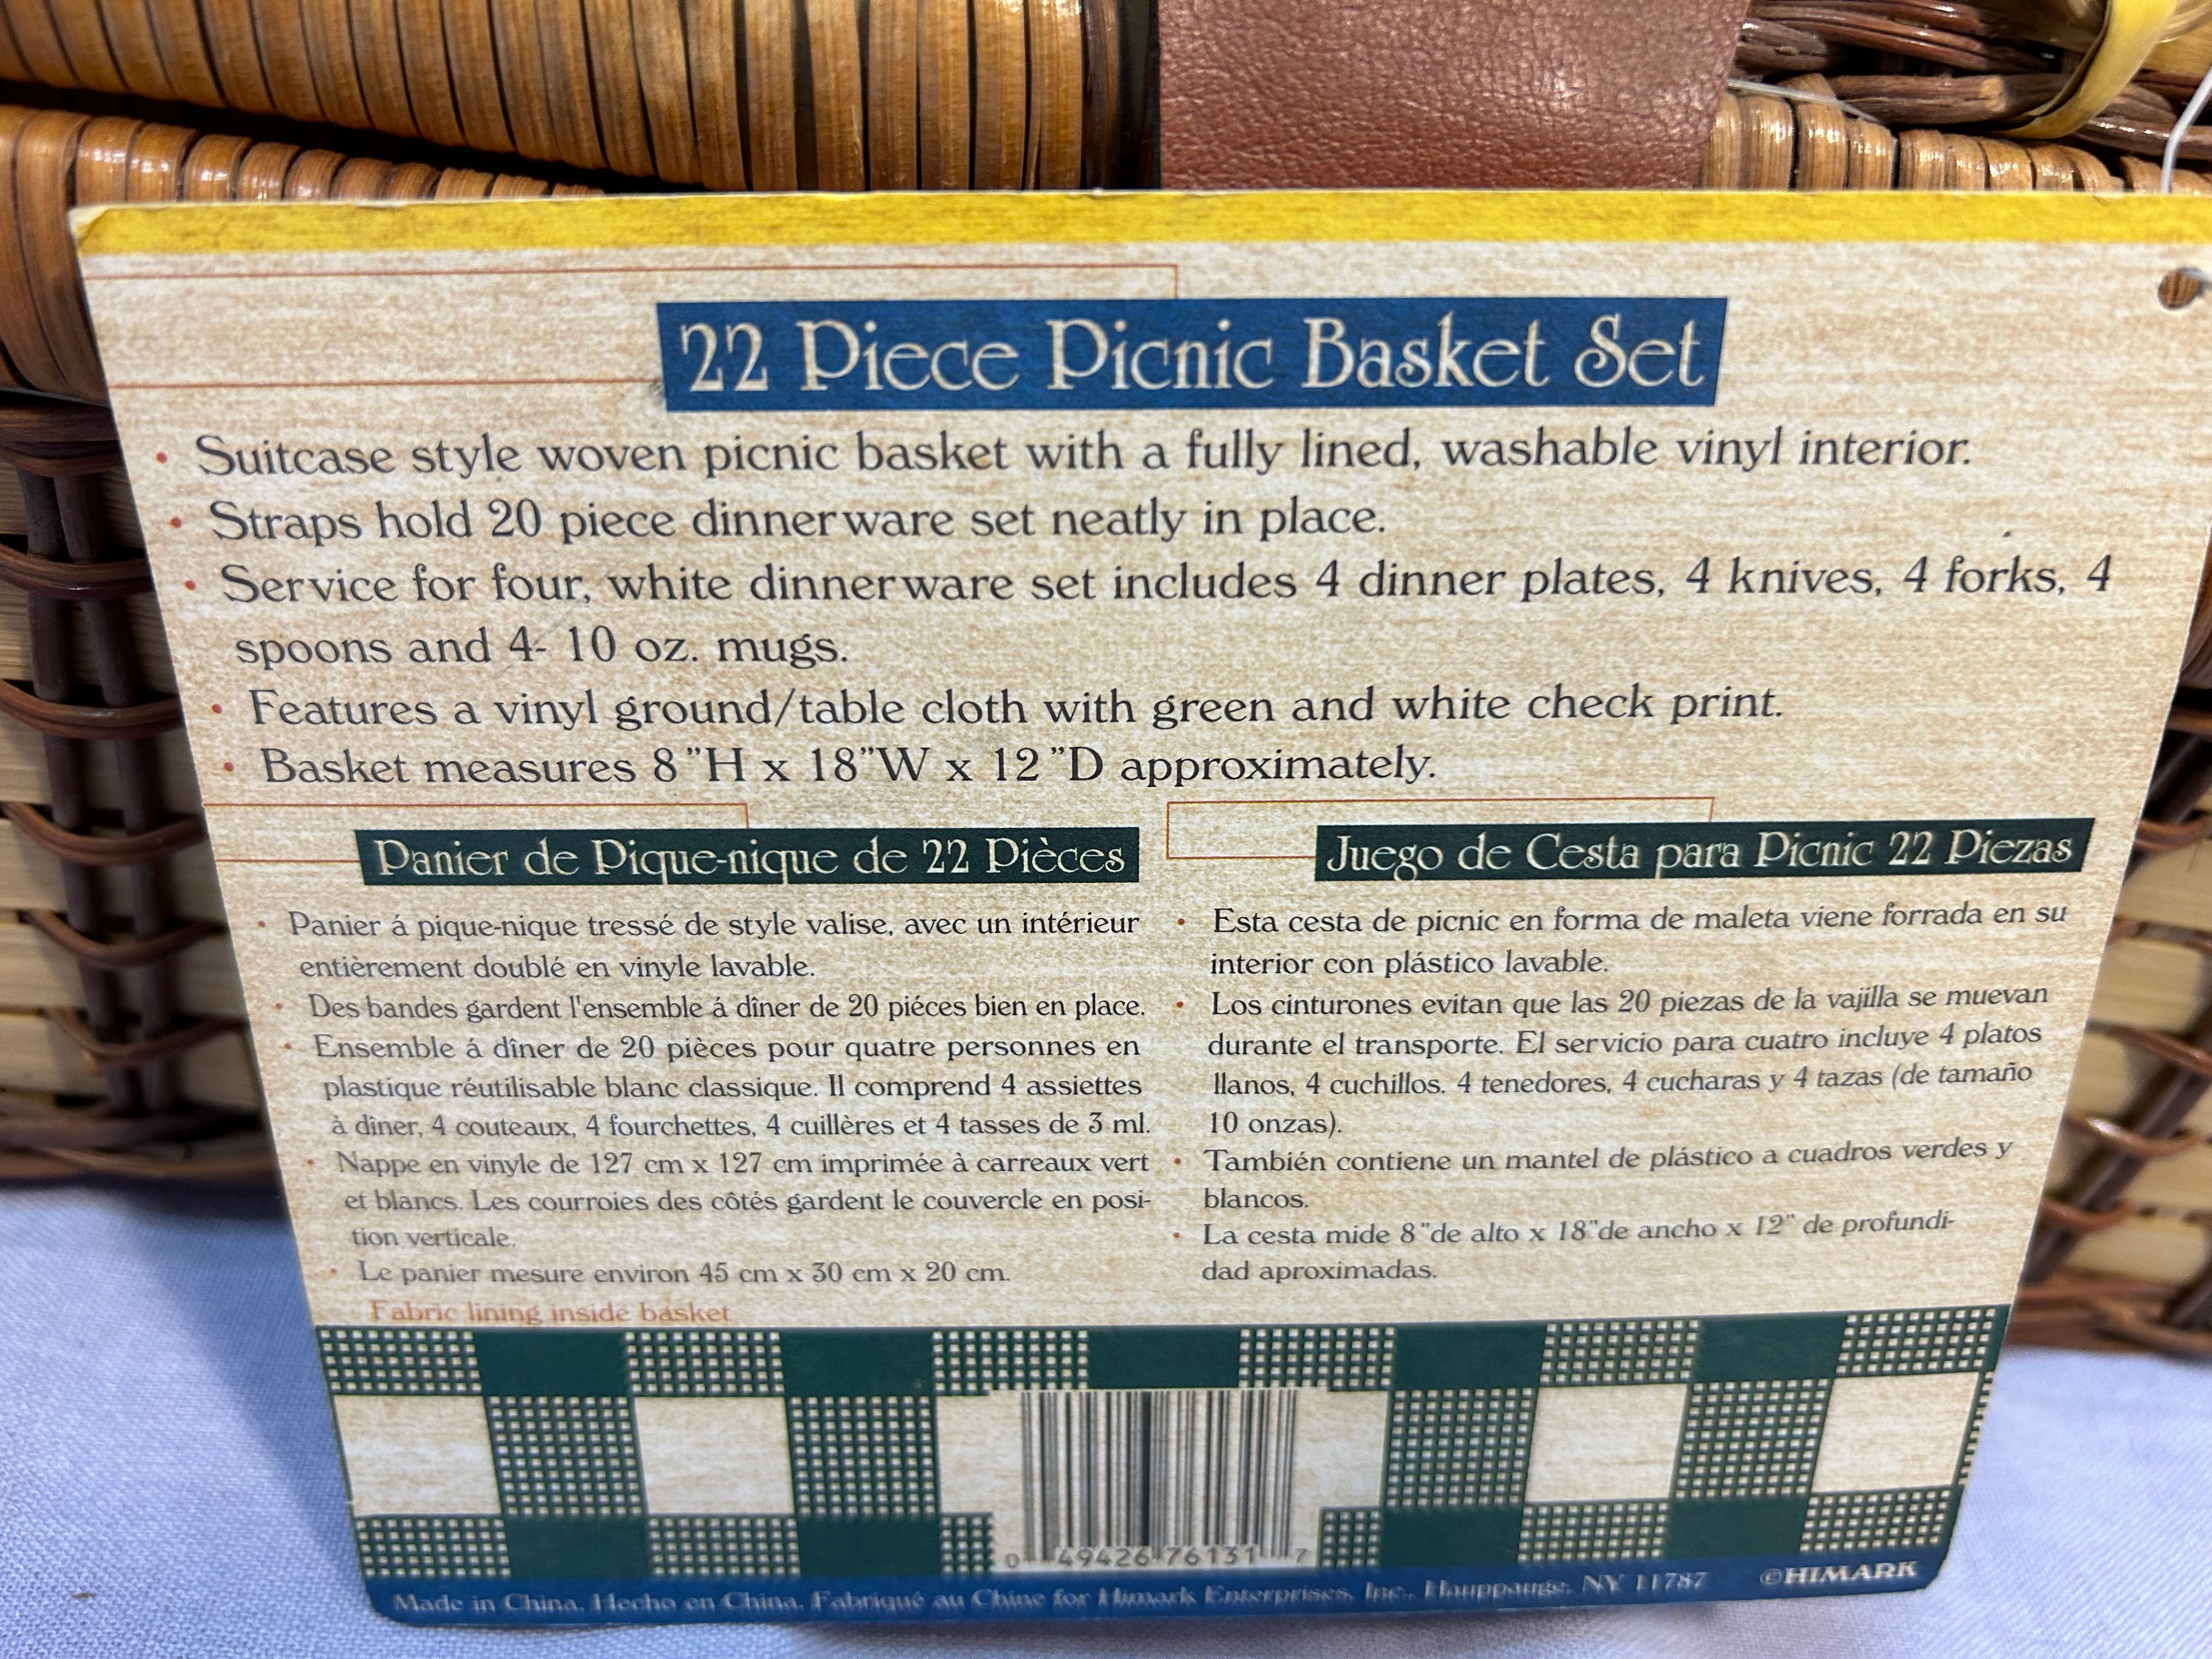 22 Piece Picnic Basket Set
• Suitcase style woven picnic basket with a fully lined, washable vinyl interior.
• Straps hold 20 piece dinnerware set neatly in place.
• Service for four, white dinnerware set includes 4 dinner plates, 4 knives, 4 forks, 4
spoons and 4- 10 oz. mugs.
• Features a vinyl ground/table cloth with green and white check print.
• Basket measures 8"H x 18"W x 12"D approximately.
Panier de Pique-nique de 22 Pièces
• Panier á pique-nique tressé de style valise, avec un intérieur
entièrement doublé en vinyle lavable.
• Des bandes gardent l'ensemble á dîner de 20 piéces bien en place.
• Ensemble á dîner de 20 pièces pour quatre personnes en
plastique réutilisable blanc classique. Il comprend 4 assiettes
à dîner, 4 couteaux, 4 fourchettes, 4 cuillères et 4 tasses de 3 ml.
• Nappe en vinyle de 127 cm x 127 cm imprimée à carreaux vert
et blancs. Les courroies des côtés gardent le couvercle en posi-
tion verticale.
• Le panier mesure environ 45 cm x 30 cm x 20 cm.
Fabric lining inside basket
Juego de Cesta para Picnic 22 Piezas
• Esta cesta de picnic en forma de maleta viene forrada en su
interior con plástico lavable.
• Los cinturones evitan que las 20 piezas de la vajilla se muevan
durante el transporte. El servicio para cuatro incluye 4 platos
llanos, 4 cuchillos. 4 tenedores, 4 cucharas y 4 tazas (de tamaño
10 onzas).
• También contiene un mantel de plástico a cuadros verdes y
blancos.
• La cesta mide 8"de alto x 18"de ancho x 12" de profundi-
dad aproximadas.
0 49426 76131 7
Made in China, Hecho en China, Fabriqué au Chine for Himark Enterprises, Inc., Hauppauge, NY 11787 ©HIMARK